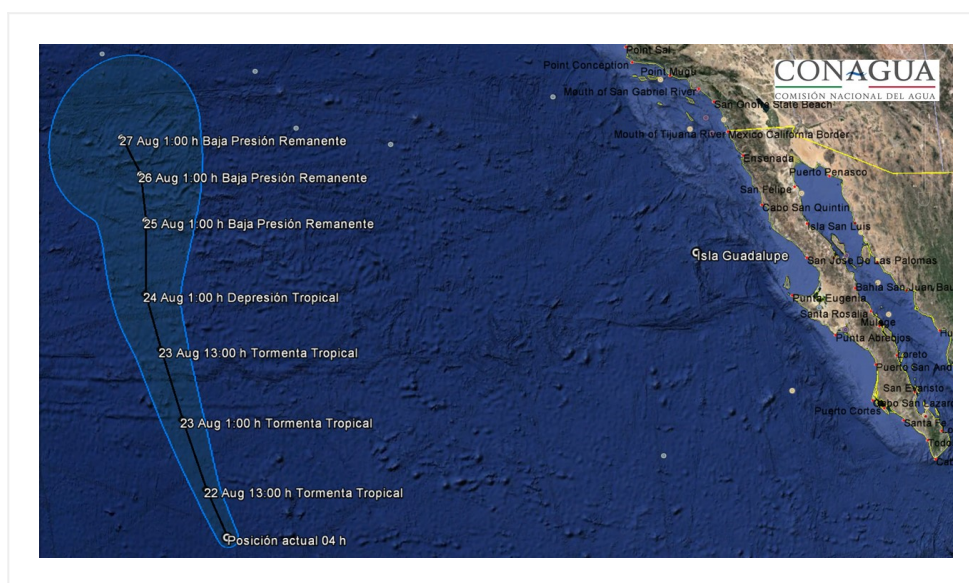 Point Sal
Point Conception
Point Mugu
CONAGUA
COMISIÓN NACIONAL DEL AGUA
Mouth of San Gabriel River
San Onofre State Beach
Mouth of Tijuana River
Mexico California Border
27 Aug 1:00 h Baja Presión Remanente
Ensenada
Puerto Penasco
26 Aug 1:00 h Baja Presión Remanente
San Felipe
Cabo San Quintin
25 Aug 1:00 h Baja Presión Remanente
Isla San Luis
Isla Guadalupe
San Jose De Las Palomas
Bahia San Juan Bau
24 Aug 1:00 h Depresión Tropical
Punta Eugenia
Santa Rosalia
Mulege
Hu
Punta Abreojos
23 Aug 13:00 h Tormenta Tropical
Loreto
Puerto San And
San Evaristo
Cabo San Lazar
Puerto Cortes
23 Aug 1:00 h Tormenta Tropical
Santa Fe
Lo
Todo
Cab
22 Aug 13:00 h Tormenta Tropical
Posición actual 04 h